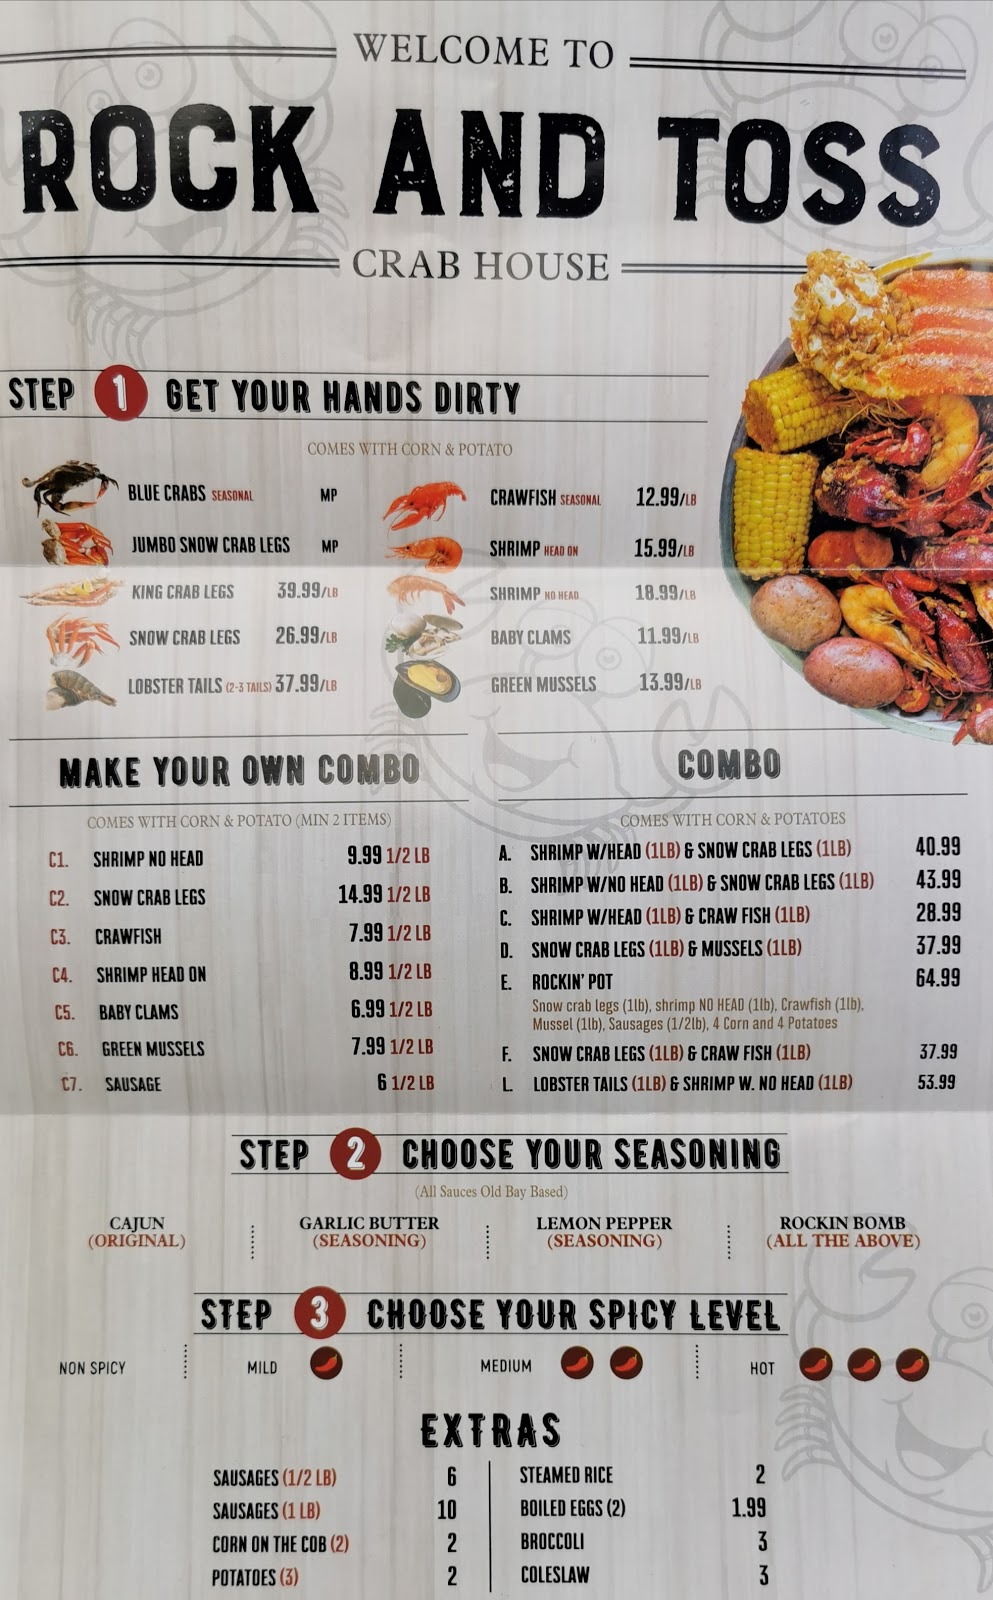 WELCOME TO
ROCK AND TOSS
CRAB HOUSE
STEP 1 GET YOUR HANDS DIRTY
COMES WITH CORN & POTATO
BLUE CRABS SEASONAL MP
JUMBO SNOW CRAB LEGS MP
KING CRAB LEGS 39.99/LB
SNOW CRAB LEGS 26.99/LB
LOBSTER TAILS (2-3 TAILS) 37.99/LB
CRAWFISH SEASONAL 12.99/LB
SHRIMP HEAD ON 15.99/LB
SHRIMP NO HEAD 18.99/LB
BABY CLAMS 11.99/LB
GREEN MUSSELS 13.99/LB
MAKE YOUR OWN COMBO
COMES WITH CORN & POTATO (MIN 2 ITEMS)
C1. SHRIMP NO HEAD 9.99 1/2 LB
C2. SNOW CRAB LEGS 14.99 1/2 LB
C3. CRAWFISH 7.99 1/2 LB
C4. SHRIMP HEAD ON 8.99 1/2 LB
C5. BABY CLAMS 6.99 1/2 LB
C6. GREEN MUSSELS 7.99 1/2 LB
C7. SAUSAGE 6 1/2 LB
COMBO
COMES WITH CORN & POTATOES
A. SHRIMP W/HEAD (1LB) & SNOW CRAB LEGS (1LB) 40.99
B. SHRIMP W/NO HEAD (1LB) & SNOW CRAB LEGS (1LB) 43.99
C. SHRIMP W/HEAD (1LB) & CRAW FISH (1LB) 28.99
D. SNOW CRAB LEGS (1LB) & MUSSELS (1LB) 37.99
E. ROCKIN' POT 64.99
Snow crab legs (1lb), shrimp NO HEAD (1lb), Crawfish (1lb),
Mussel (1lb), Sausages (1/2lb), 4 Corn and 4 Potatoes
F. SNOW CRAB LEGS (1LB) & CRAW FISH (1LB) 37.99
L. LOBSTER TAILS (1LB) & SHRIMP W. NO HEAD (1LB) 53.99
STEP 2 CHOOSE YOUR SEASONING
(All Sauces Old Bay Based)
CAJUN
(ORIGINAL)
GARLIC BUTTER
(SEASONING)
LEMON PEPPER
(SEASONING)
ROCKIN BOMB
(ALL THE ABOVE)
STEP 3 CHOOSE YOUR SPICY LEVEL
NON SPICY MILD MEDIUM HOT
EXTRAS
SAUSAGES (1/2 LB) 6
SAUSAGES (1 LB) 10
CORN ON THE COB (2) 2
POTATOES (3) 2
STEAMED RICE 2
BOILED EGGS (2) 1.99
BROCCOLI 3
COLESLAW 3